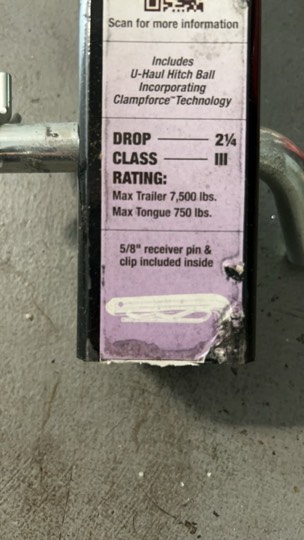 Scan for more information
Includes
U-Haul Hitch Ball
Incorporating
Clampforce™ Technology
DROP 2¼
CLASS III
RATING:
Max Trailer 7,500 lbs.
Max Tongue 750 lbs.
5/8" receiver pin &
clip included inside